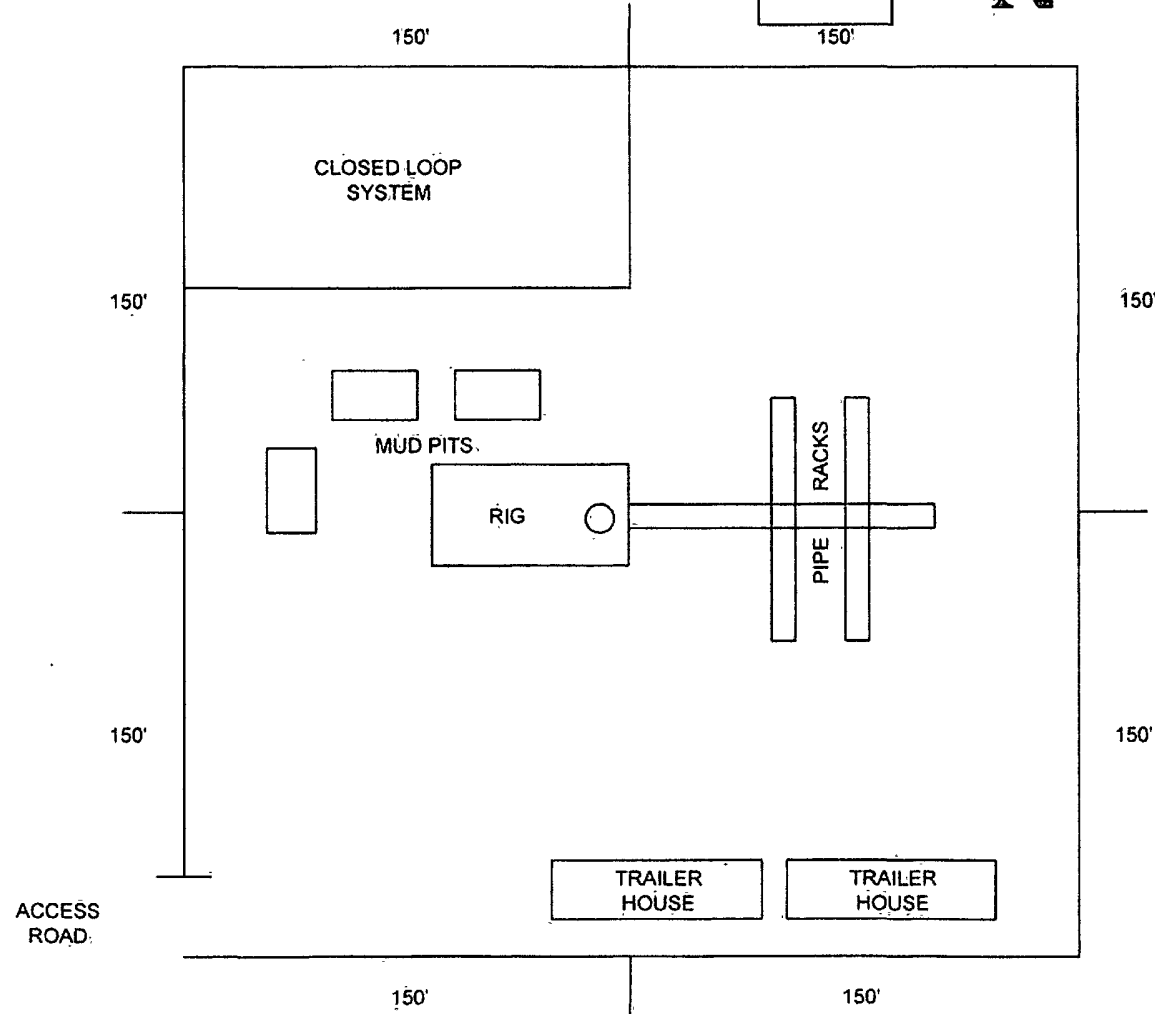 N
150'
150'
CLOSED LOOP
SYSTEM
150'
150'
MUD PITS
RIG
PIPE RACKS
150'
150'
TRAILER
HOUSE
TRAILER
HOUSE
ACCESS
ROAD
150'
150'